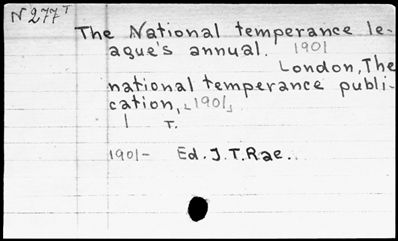 N277T
The National temperance le-
ague's annual. 1901
London, The
national temperance publi-
cation, [1901]
1 T.
1901- Ed. J.T.Rae.